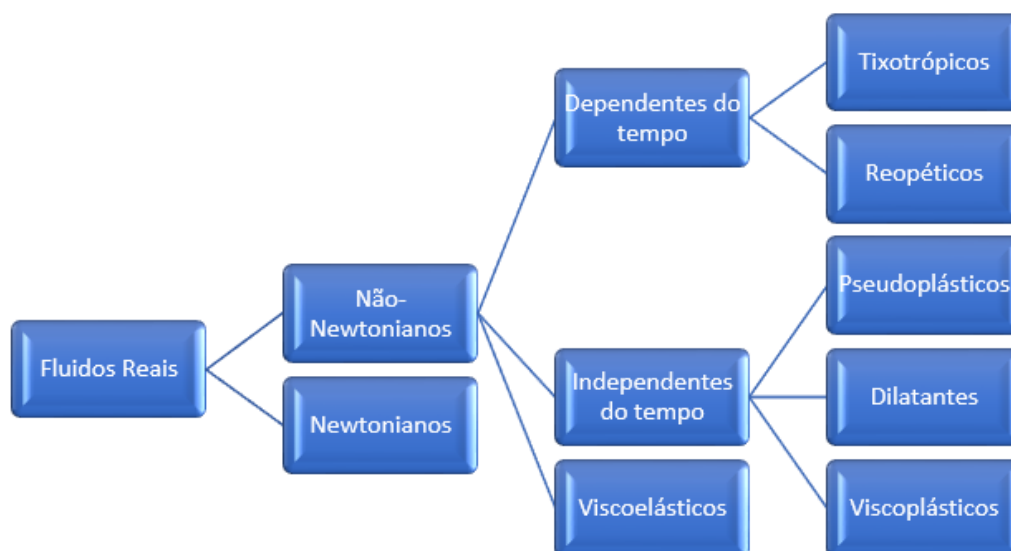 Fluidos Reais
Não-
Newtonianos
Newtonianos
Dependentes do
tempo
Independentes
do tempo
Viscoelásticos
Tixotrópicos
Reopéticos
Pseudoplásticos
Dilatantes
Viscoplásticos